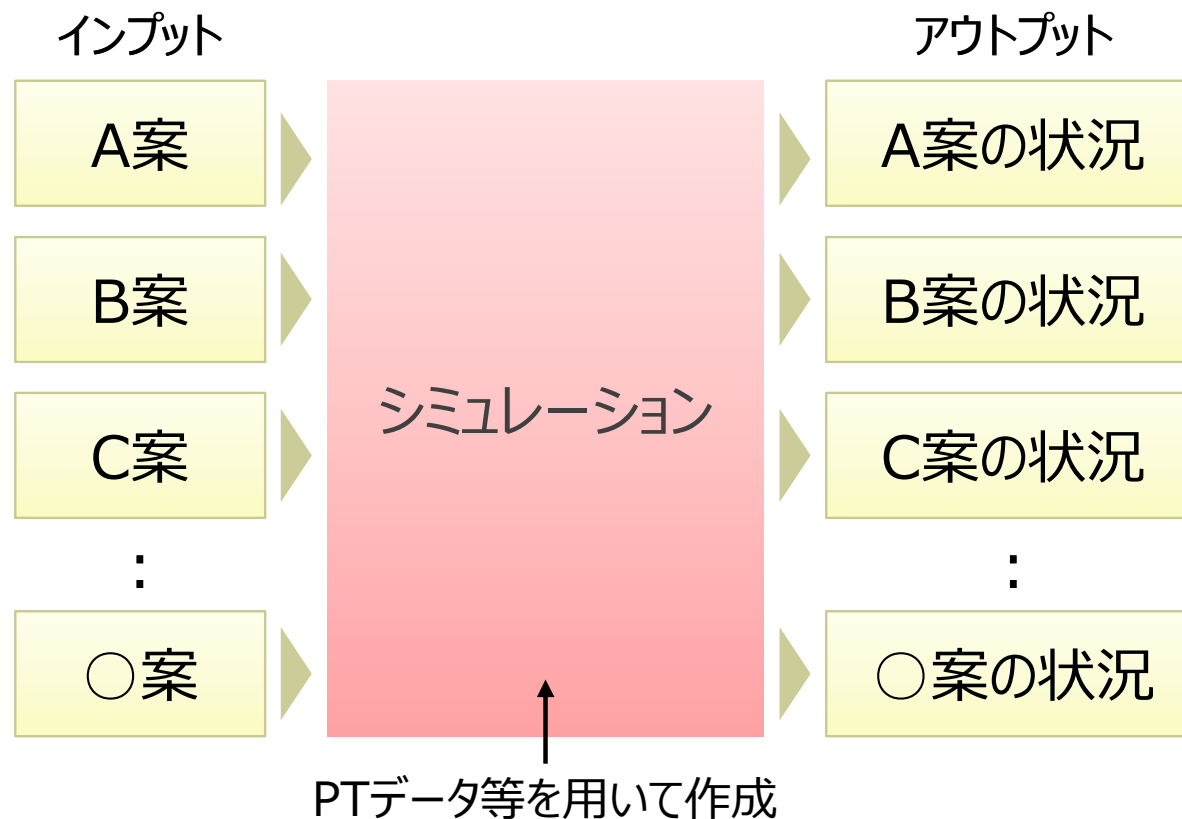 インプット
アウトプット
A案
A案の状況
B案
B案の状況
シミュレーション
C案
C案の状況
:
:
○案
○案の状況
PTデータ等を用いて作成